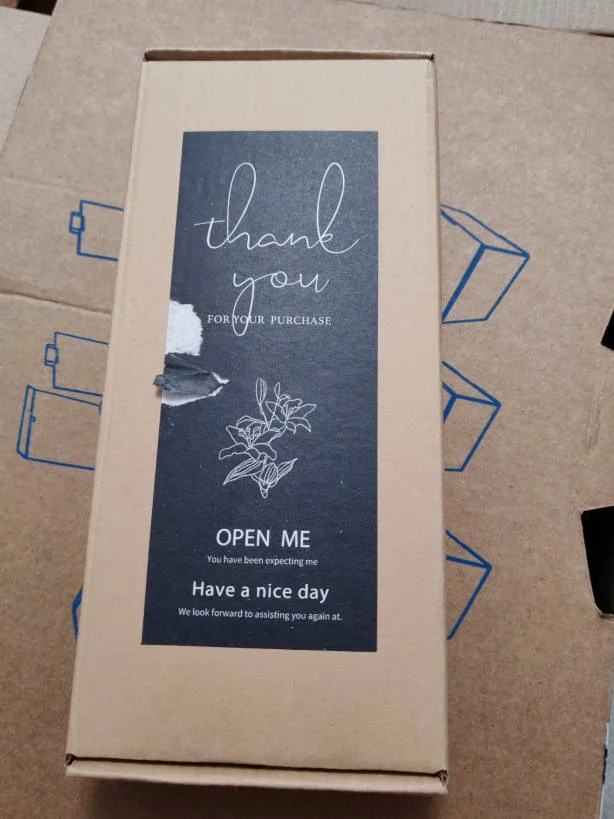 thank
you
FOR YOUR PURCHASE
OPEN ME
You have been expecting me
Have a nice day
We look forward to assisting you again at.